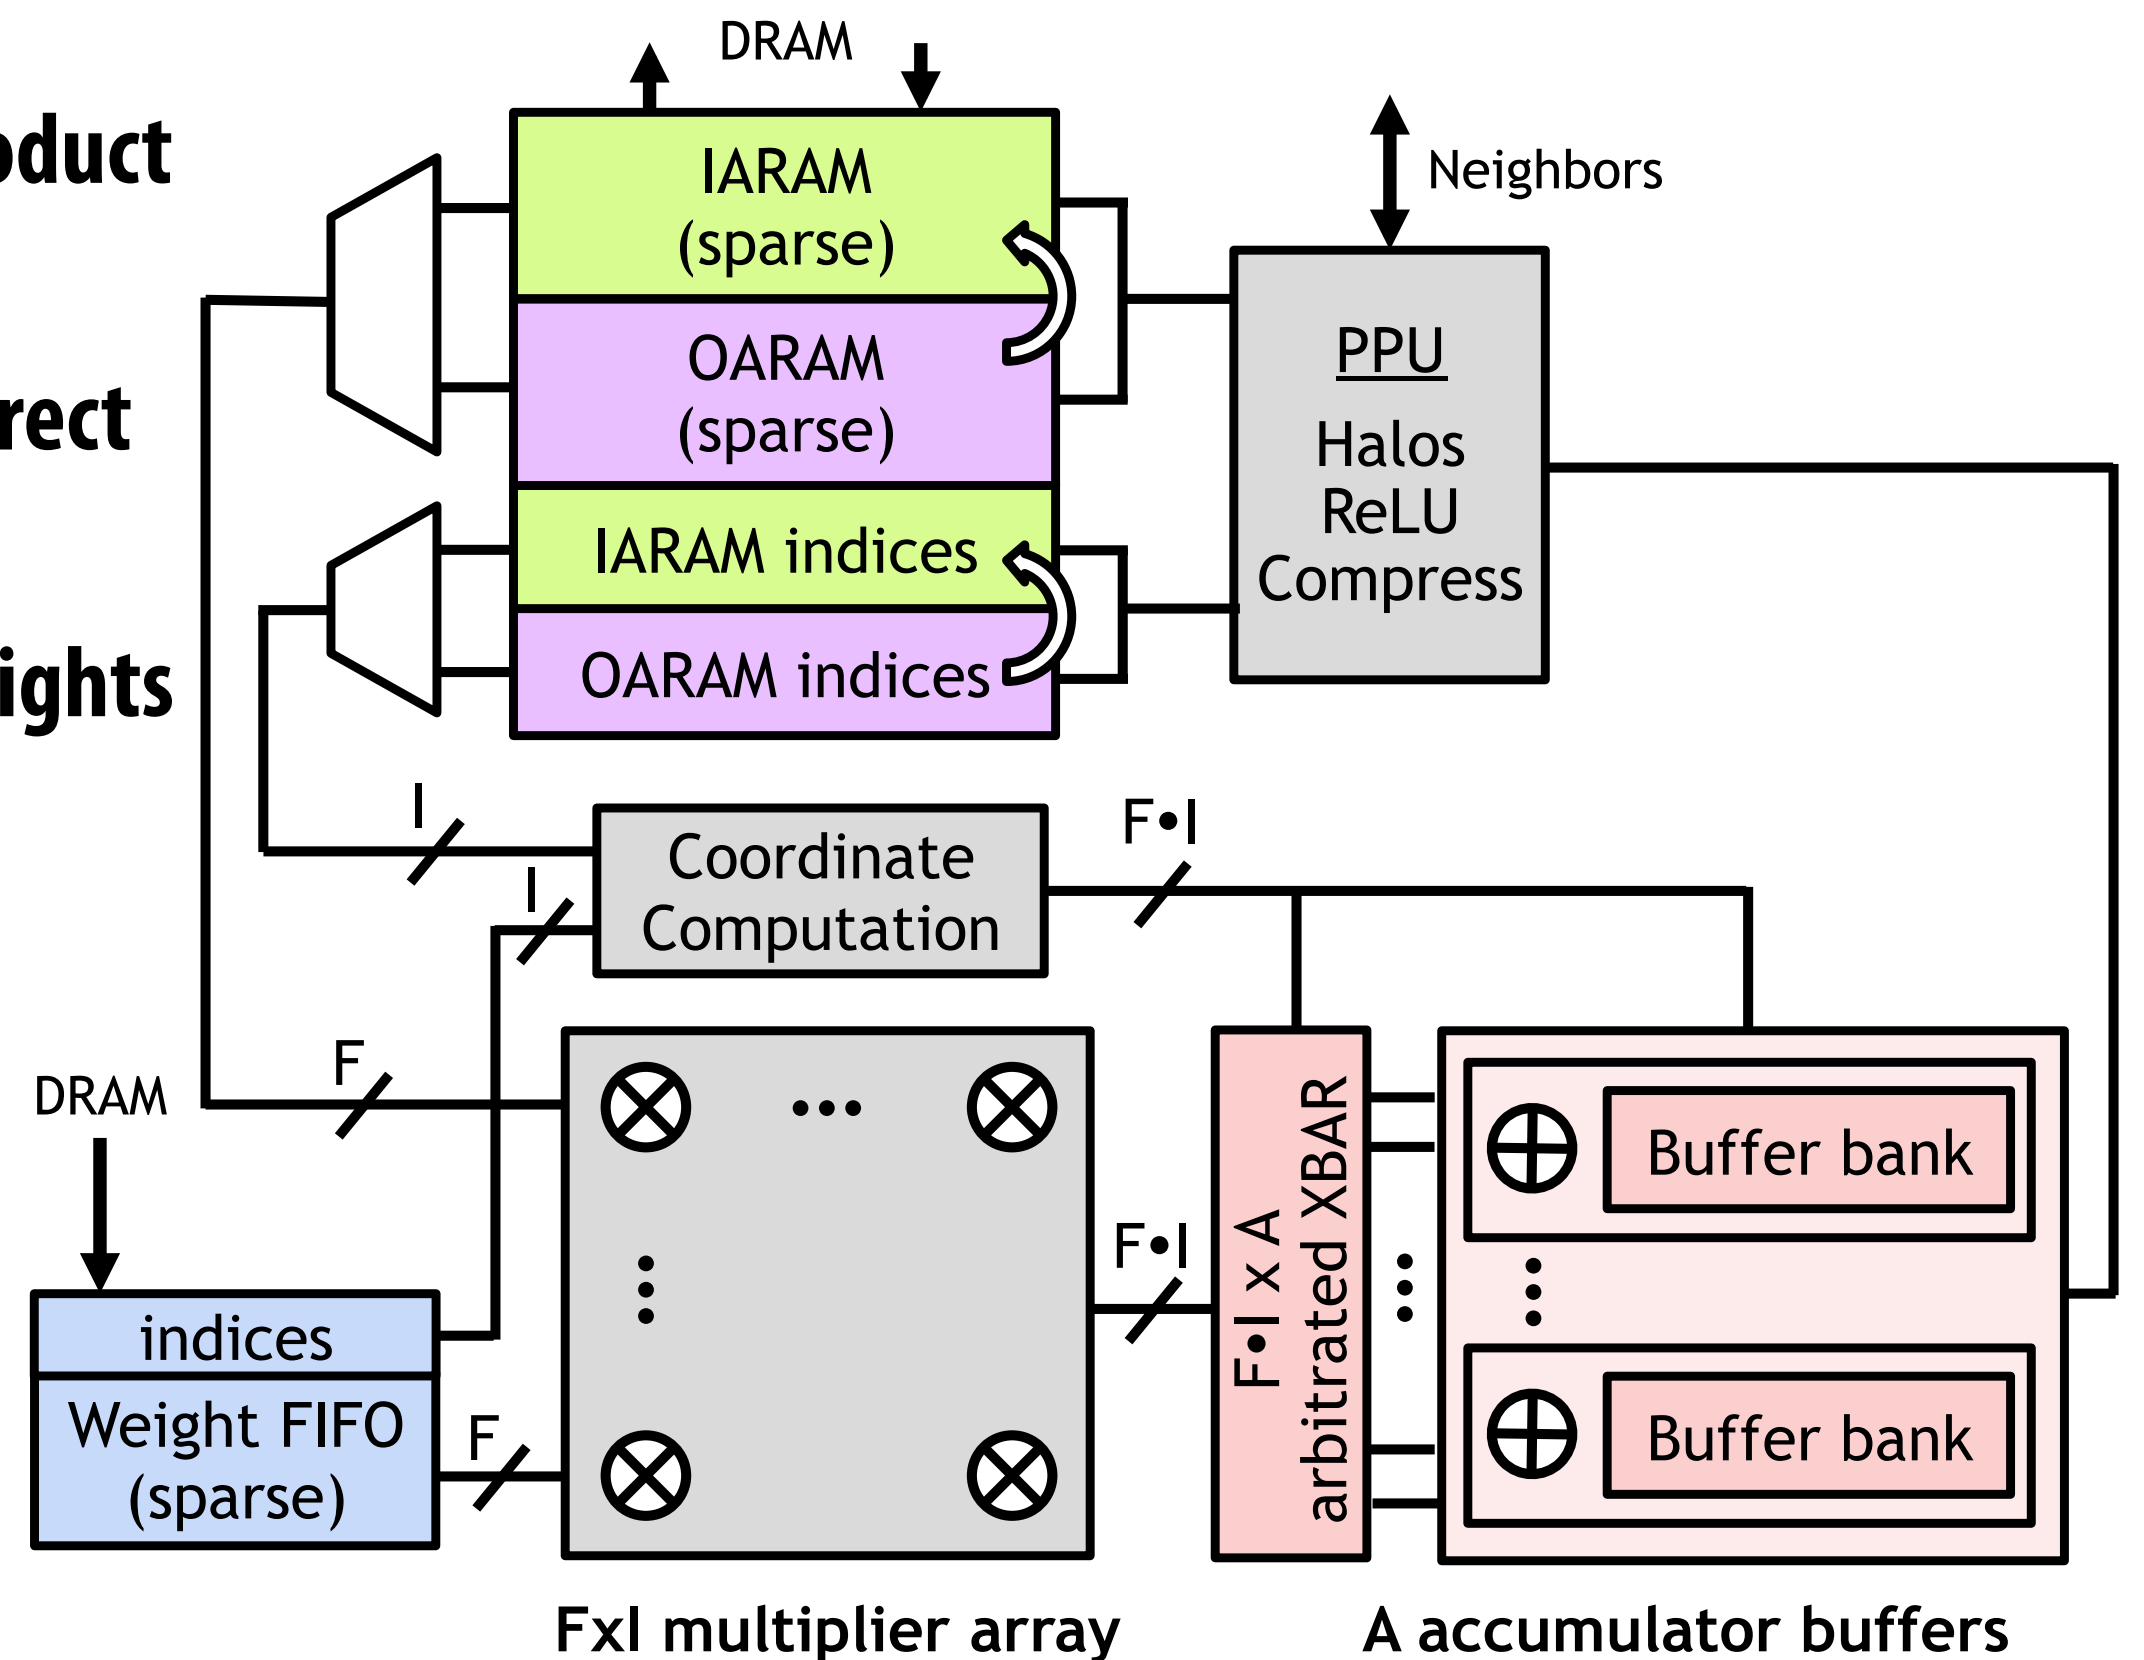 DRAM
oduct
IARAM
(sparse)
Neighbors
OARAM
(sparse)
PPU
Halos
ReLU
Compress
rect
IARAM indices
OARAM indices
ights
I
I
Coordinate
Computation
F•I
F
DRAM
indices
Weight FIFO
(sparse)
F
F•I
F•I x A
arbitrated XBAR
Buffer bank
Buffer bank
FxI multiplier array
A accumulator buffers